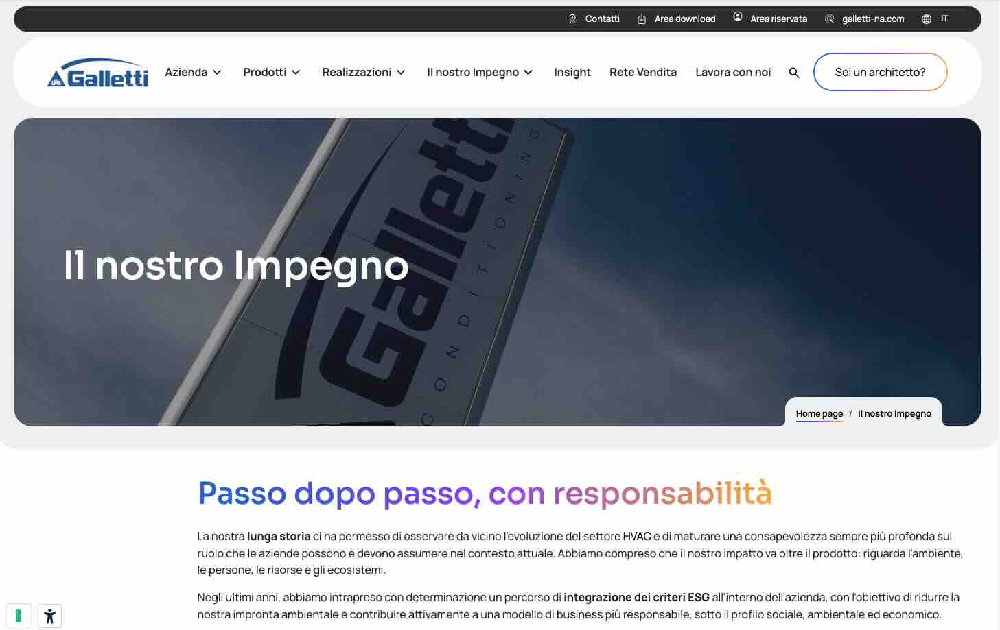 Contatti
Area download
Area riservata
galletti-na.com
IT
Galletti
Azienda
Prodotti
Realizzazioni
Il nostro Impegno
Insight
Rete Vendita
Lavora con noi
Sei un architetto?
Galletti
CONDITIONING
Il nostro Impegno
Home page / Il nostro Impegno
Passo dopo passo, con responsabilità
La nostra lunga storia ci ha permesso di osservare da vicino l'evoluzione del settore HVAC e di maturare una consapevolezza sempre più profonda sul
ruolo che le aziende possono e devono assumere nel contesto attuale. Abbiamo compreso che il nostro impatto va oltre il prodotto: riguarda l'ambiente,
le persone, le risorse e gli ecosistemi.
Negli ultimi anni, abbiamo intrapreso con determinazione un percorso di integrazione dei criteri ESG all'interno dell'azienda, con l'obiettivo di ridurre la
nostra impronta ambientale e contribuire attivamente a una modello di business più responsabile, sotto il profilo sociale, ambientale ed economico.